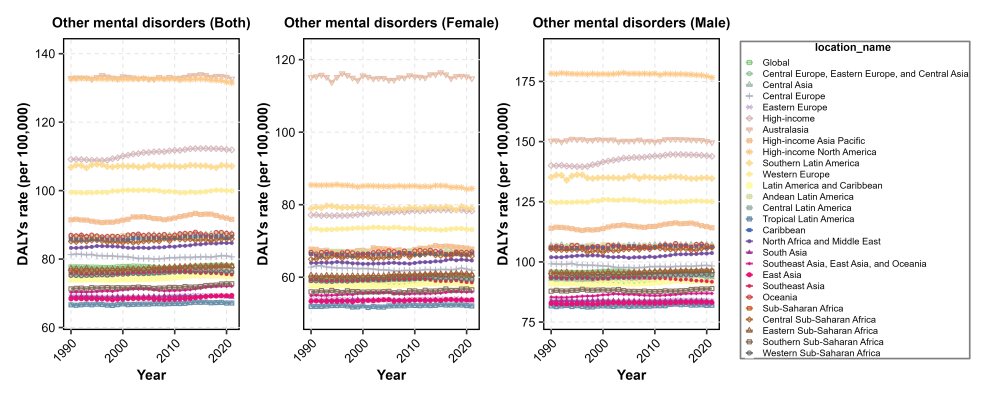 Other mental disorders (Both)
Other mental disorders (Female)
Other mental disorders (Male)
DALYs rate (per 100,000)
140
120
100
80
60
1990
2000
2010
2020
Year
DALYs rate (per 100,000)
120
100
80
60
1990
2000
2010
2020
Year
DALYs rate (per 100,000)
175
150
125
100
75
1990
2000
2010
2020
Year
location_name
Global
Central Europe, Eastern Europe, and Central Asia
Central Asia
Central Europe
Eastern Europe
High-income
Australasia
High-income Asia Pacific
High-income North America
Southern Latin America
Western Europe
Latin America and Caribbean
Andean Latin America
Central Latin America
Tropical Latin America
Caribbean
North Africa and Middle East
South Asia
Southeast Asia, East Asia, and Oceania
East Asia
Southeast Asia
Oceania
Sub-Saharan Africa
Central Sub-Saharan Africa
Eastern Sub-Saharan Africa
Southern Sub-Saharan Africa
Western Sub-Saharan Africa